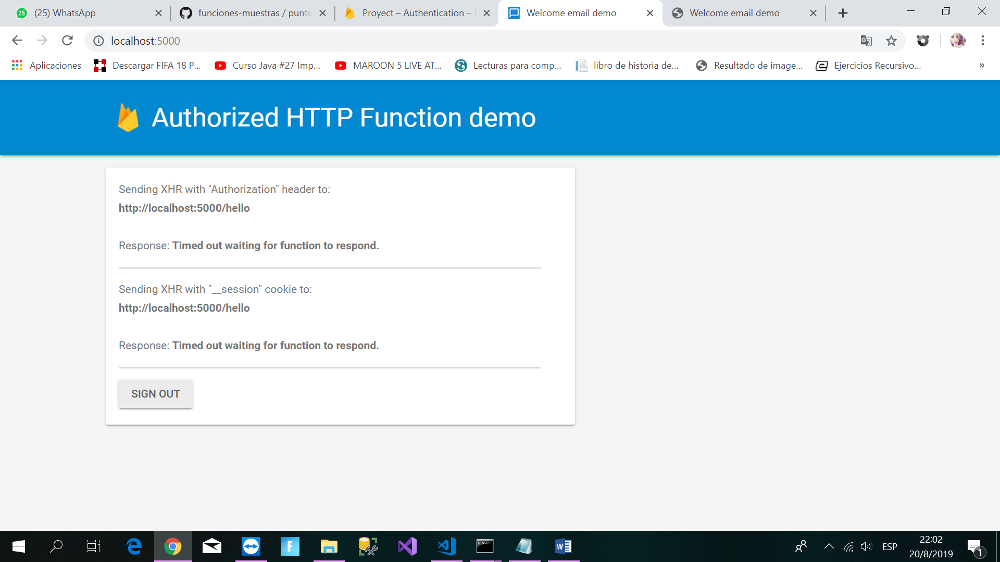 25
(25) WhatsApp
funciones-muestras / punto
Proyect – Authentication –
Welcome email demo
Welcome email demo
localhost:5000
Aplicaciones
Descargar FIFA 18 P...
Curso Java #27 Imp...
MAROON 5 LIVE AT...
Lecturas para comp...
libro de historia de...
Resultado de image...
Ejercicios Recursivo...
»
Authorized HTTP Function demo
Sending XHR with "Authorization" header to:
http://localhost:5000/hello
Response: Timed out waiting for function to respond.
Sending XHR with "__session" cookie to:
http://localhost:5000/hello
Response: Timed out waiting for function to respond.
SIGN OUT
ESP
22:02
20/8/2019
1